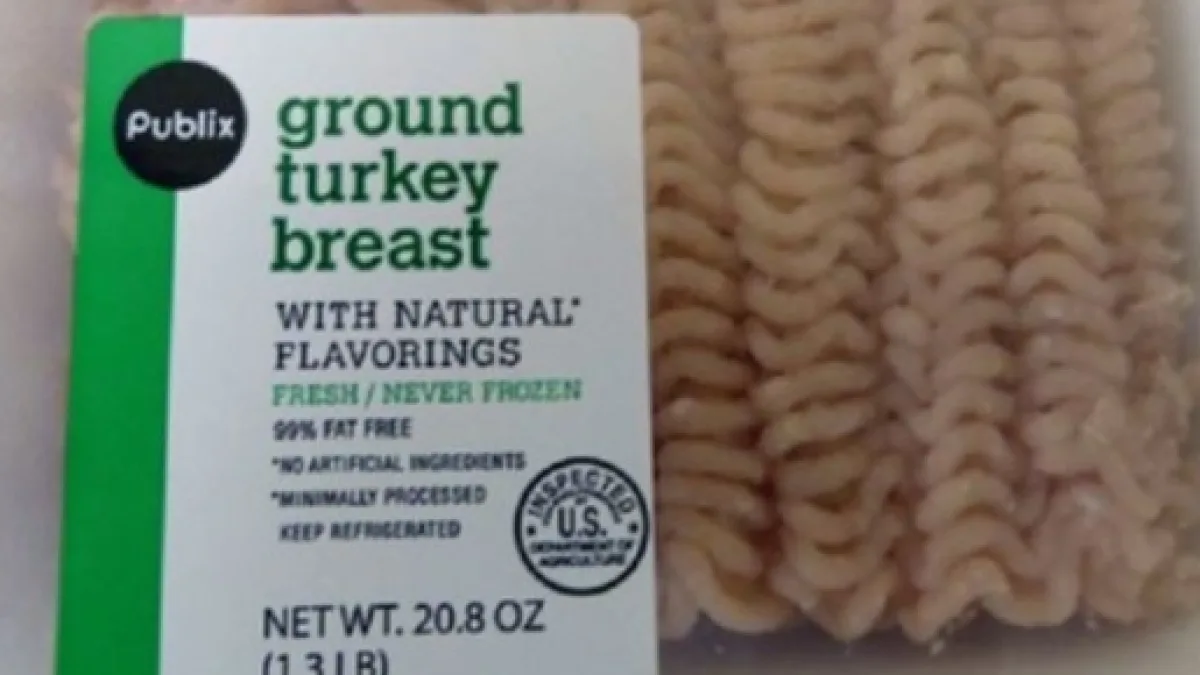 Publix
ground
turkey
breast
WITH NATURAL*
FLAVORINGS
FRESH / NEVER FROZEN
99% FAT FREE
*NO ARTIFICIAL INGREDIENTS
*MINIMALLY PROCESSED
KEEP REFRIGERATED
INSPECTED
U.S.
DEPARTMENT OF
AGRICULTURE
NET WT. 20.8 OZ
(1.3 LB)